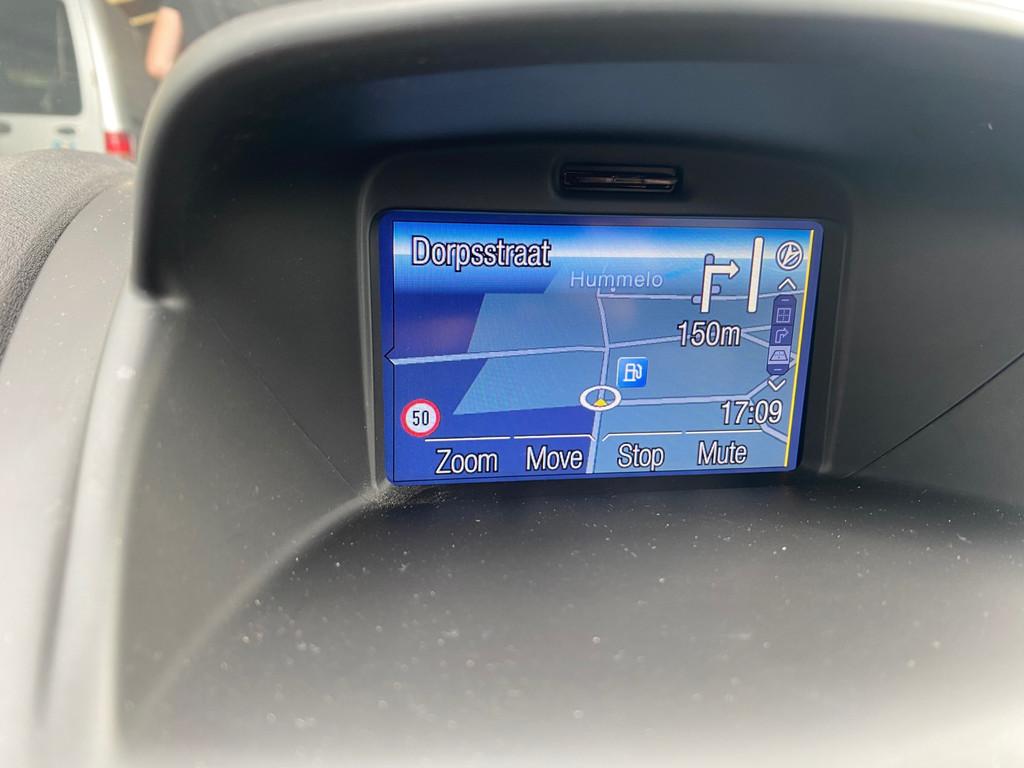 Dorpsstraat
Hummelo
150m
50
17:09
Zoom Move Stop Mute